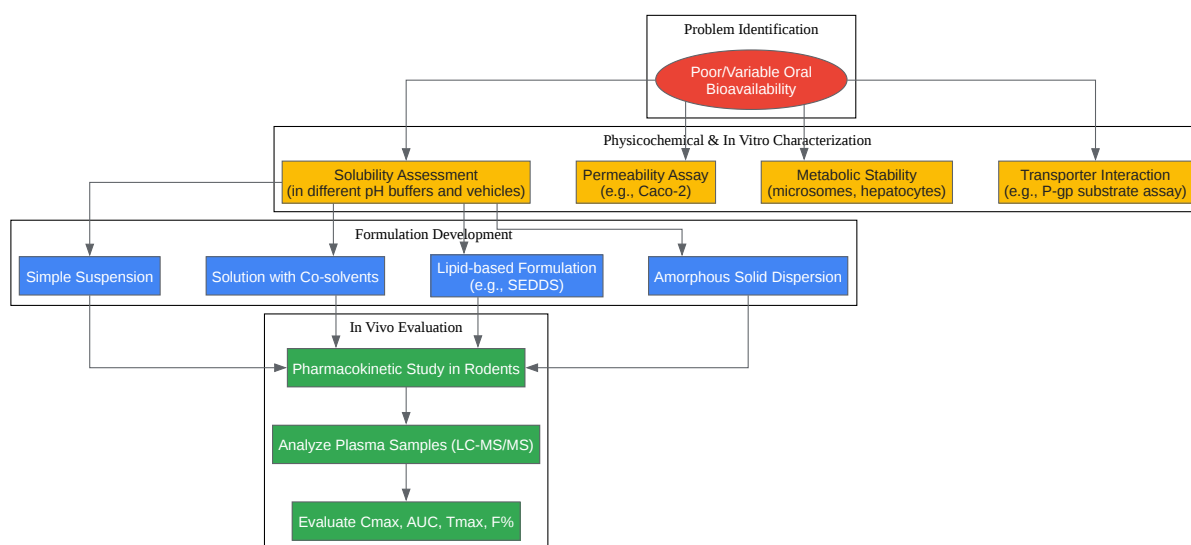 Problem Identification
Poor/Variable Oral
Bioavailability
Physicochemical & In Vitro Characterization
Solubility Assessment
(in different pH buffers and vehicles)
Permeability Assay
(e.g., Caco-2)
Metabolic Stability
(microsomes, hepatocytes)
Transporter Interaction
(e.g., P-gp substrate assay)
Formulation Development
Simple Suspension
Solution with Co-solvents
Lipid-based Formulation
(e.g., SEDDS)
Amorphous Solid Dispersion
In Vivo Evaluation
Pharmacokinetic Study in Rodents
Analyze Plasma Samples (LC-MS/MS)
Evaluate Cmax, AUC, Tmax, F%